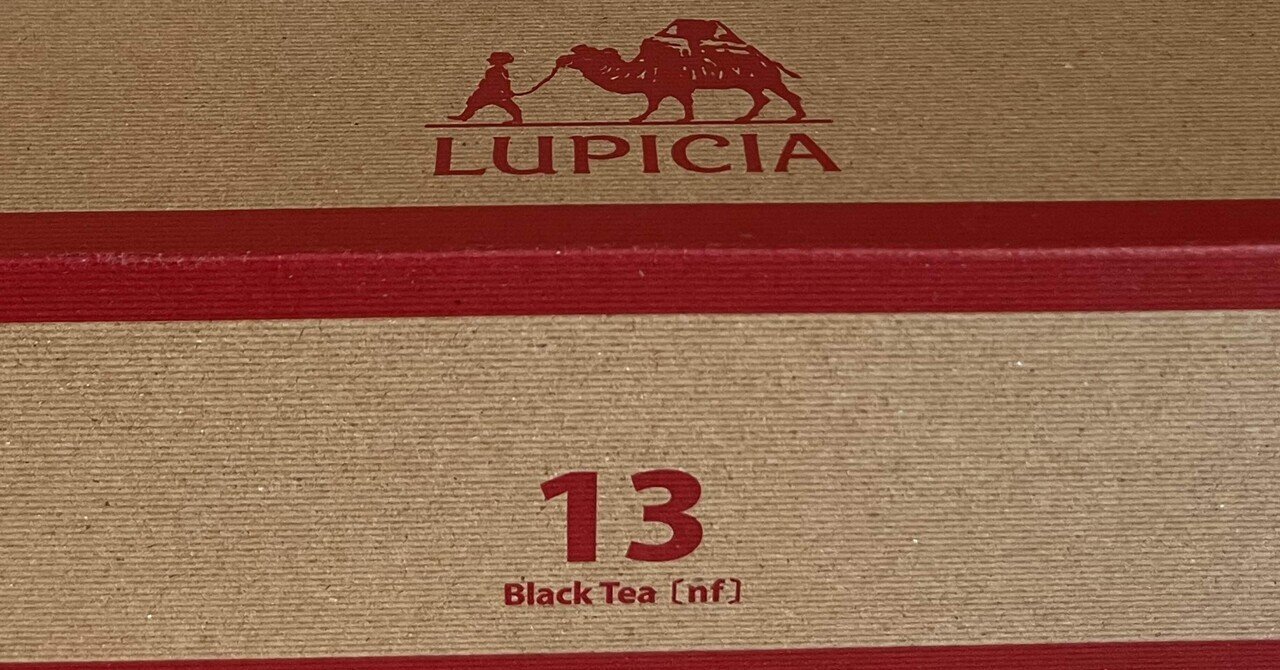 LUPICIA
13
Black Tea〔nf〕